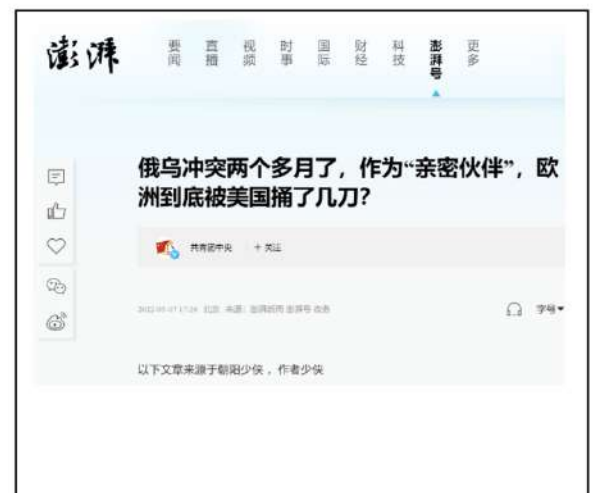 澎湃
要闻 直播 视频 时事 国际 财经 科技 澎湃号 更多
俄乌冲突两个多月了，作为“亲密伙伴”，欧
洲到底被美国捅了几刀？
共青团中央 + 关注
字号
以下文章来源于朝阳少侠 ，作者少侠